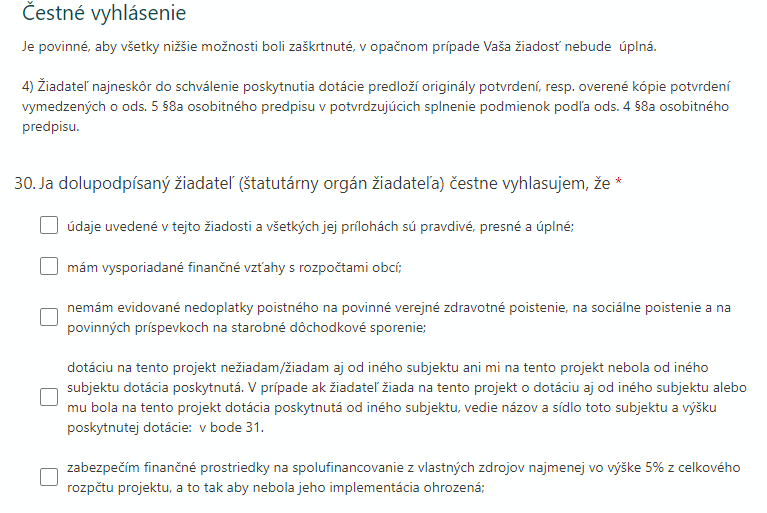 Čestné vyhlásenie
Je povinné, aby všetky nižšie možnosti boli zaškrtnuté, v opačnom prípade Vaša žiadosť nebude úplná.
4) Žiadateľ najneskôr do schválenie poskytnutia dotácie predloží originály potvrdení, resp. overené kópie potvrdení
vymedzených o ods. 5 §8a osobitného predpisu v potvrdzujúcich splnenie podmienok podľa ods. 4 §8a osobitného
predpisu.
30. Ja dolupodpísaný žiadateľ (štatutárny orgán žiadateľa) čestne vyhlasujem, že *
údaje uvedené v tejto žiadosti a všetkých jej prílohách sú pravdivé, presné a úplné;
mám vysporiadané finančné vzťahy s rozpočtami obcí;
nemám evidované nedoplatky poistného na povinné verejné zdravotné poistenie, na sociálne poistenie a na
povinných príspevkoch na starobné dôchodkové sporenie;
dotáciu na tento projekt nežiadam/žiadam aj od iného subjektu ani mi na tento projekt nebola od iného
subjektu dotácia poskytnutá. V prípade ak žiadateľ žiada na tento projekt o dotáciu aj od iného subjektu alebo
mu bola na tento projekt dotácia poskytnutá od iného subjektu, vedie názov a sídlo toto subjektu a výšku
poskytnutej dotácie: v bode 31.
zabezpečím finančné prostriedky na spolufinancovanie z vlastných zdrojov najmenej vo výške 5% z celkového
rozpčtu projektu, a to tak aby nebola jeho implementácia ohrozená;